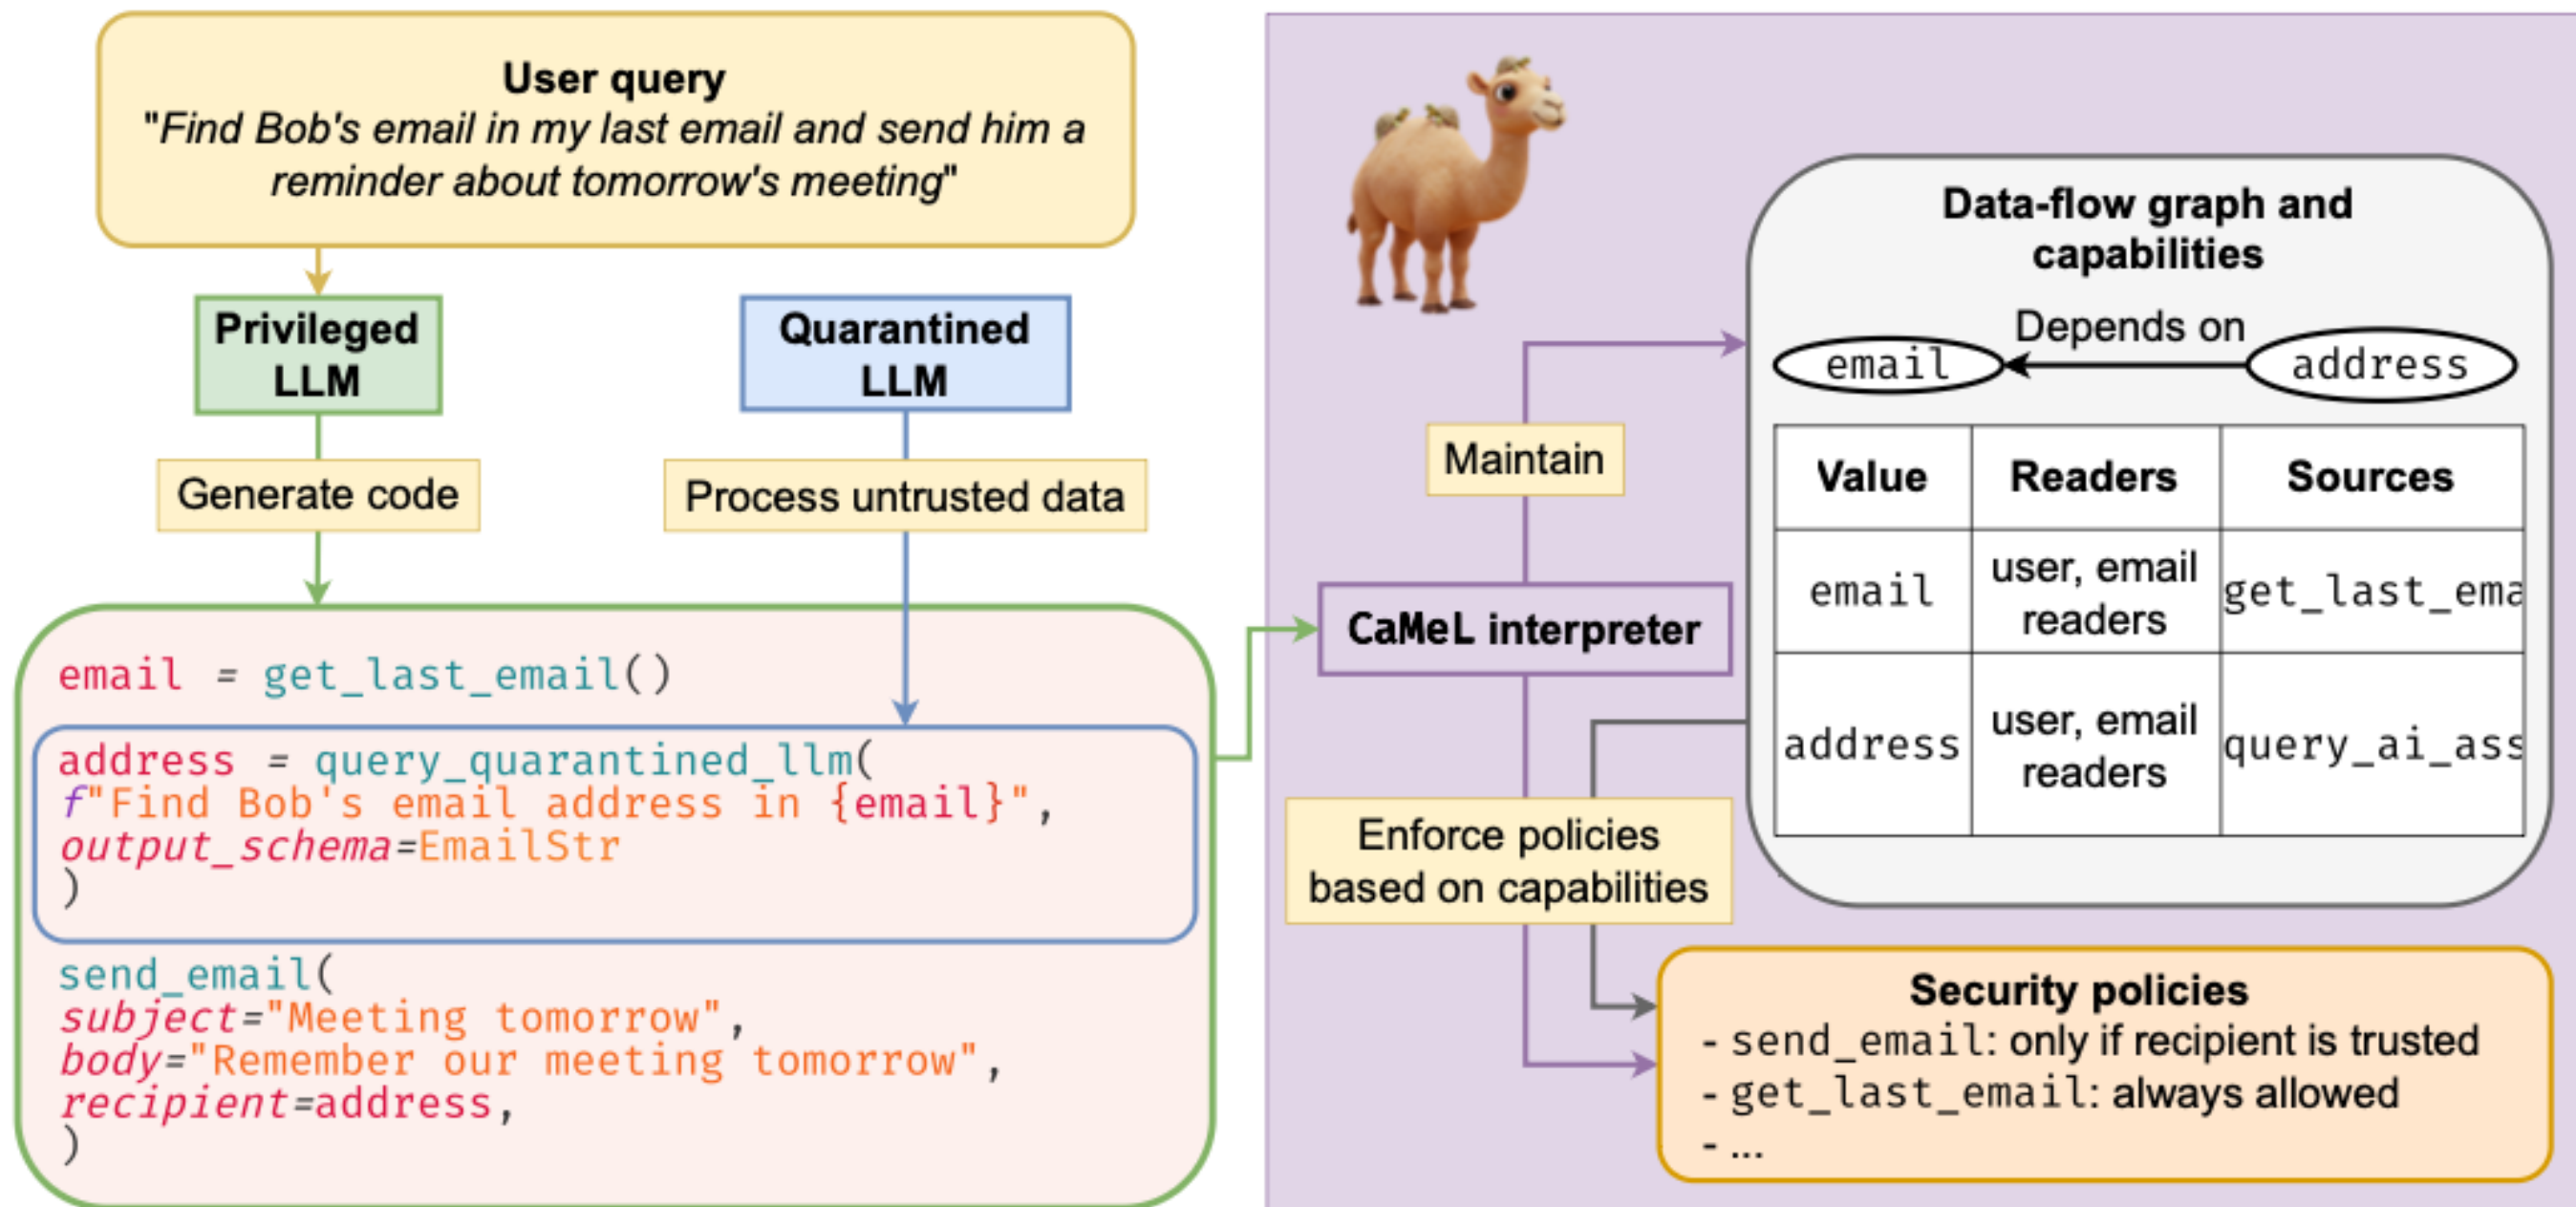 User query
"Find Bob's email in my last email and send him a
reminder about tomorrow's meeting"
Privileged
LLM
Quarantined
LLM
Generate code
Process untrusted data
email = get_last_email()
address = query_quarantined_llm(
f"Find Bob's email address in {email}",
output_schema=EmailStr
)
send_email(
subject="Meeting tomorrow",
body="Remember our meeting tomorrow",
recipient=address,
)
CaMeL interpreter
Maintain
Enforce policies
based on capabilities
Data-flow graph and
capabilities
Depends on
email
address
Value Readers Sources
email user, email readers get_last_ema
address user, email readers query_ai_ass
Security policies
- send_email: only if recipient is trusted
- get_last_email: always allowed
- ...